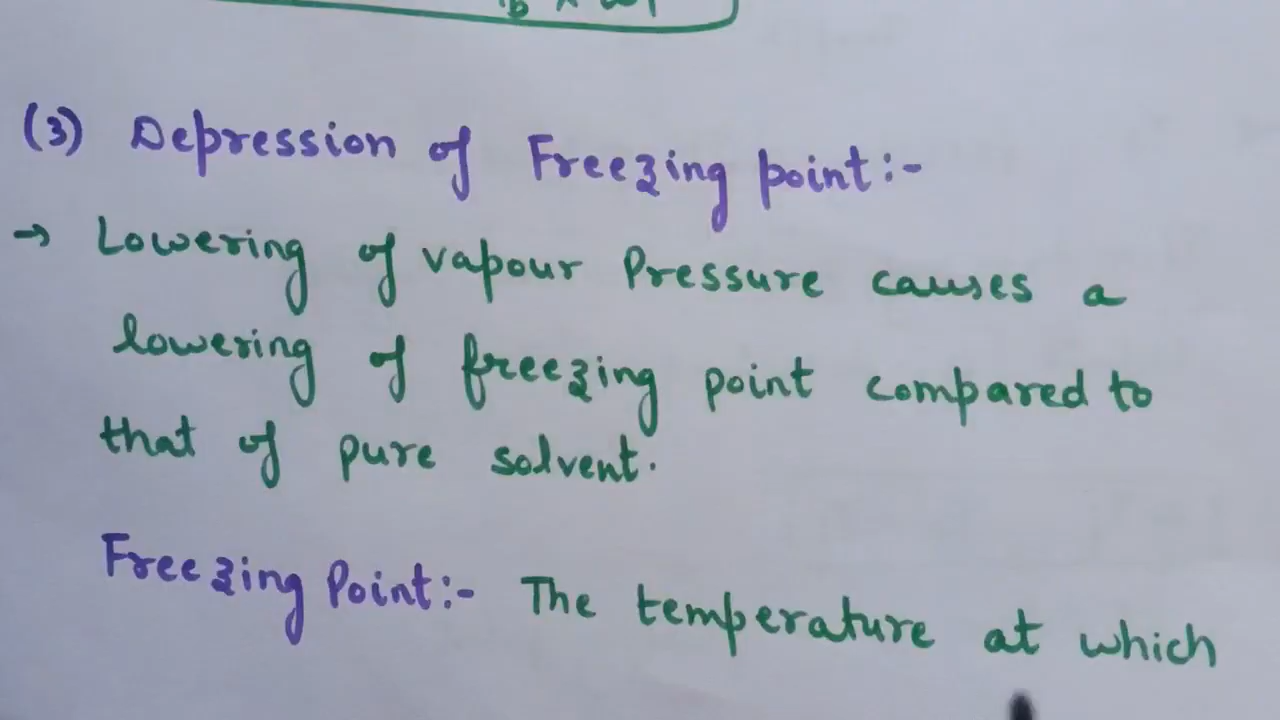 (3) Depression of Freezing point:-
→ Lowering of vapour Pressure causes a
lowering of freezing point compared to
that of pure solvent.
Freezing Point:- The temperature at which